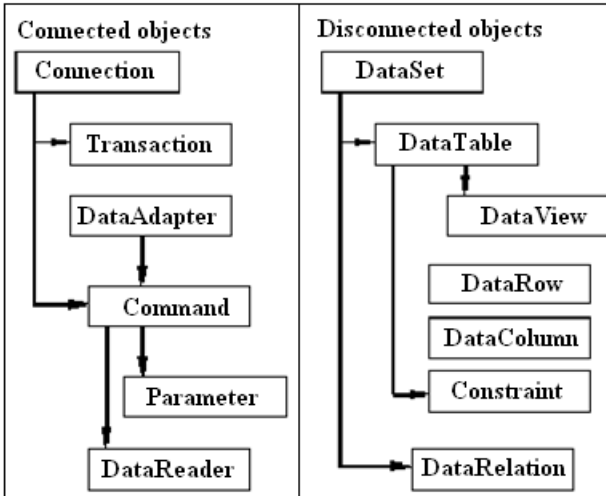 Connected objects
Connection
Transaction
DataAdapter
Command
Parameter
DataReader
Disconnected objects
DataSet
DataTable
DataView
DataRow
DataColumn
Constraint
DataRelation